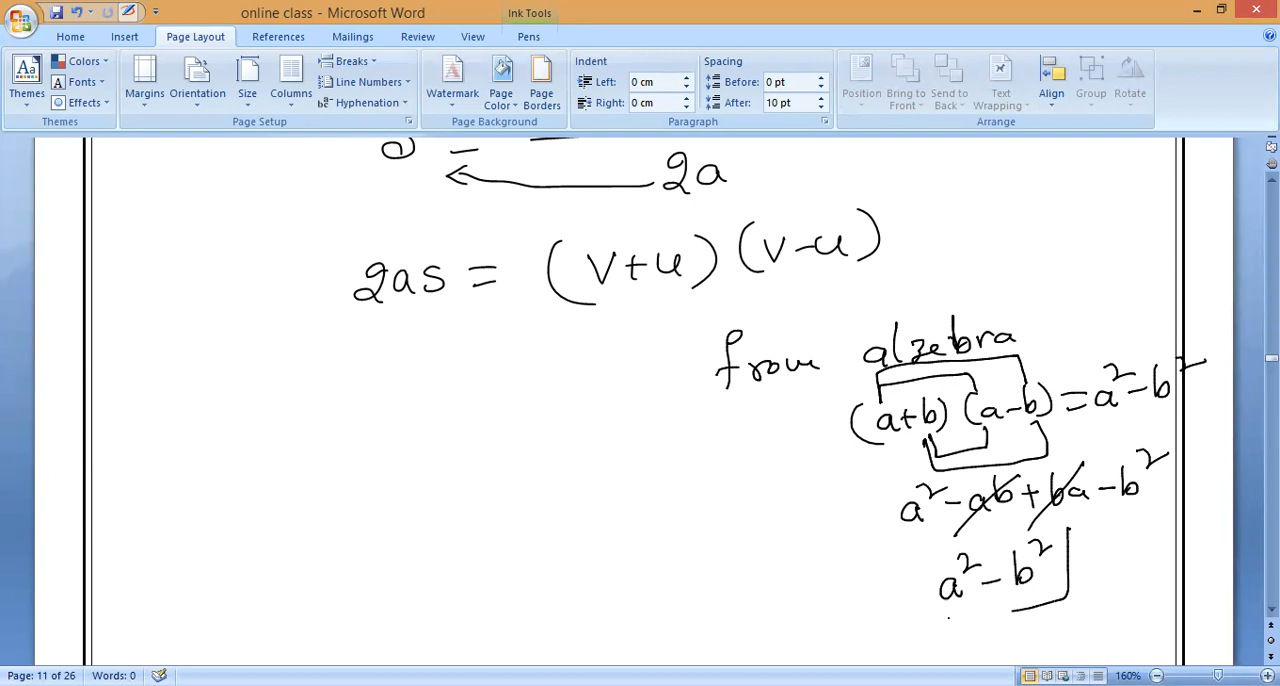 online class - Microsoft Word
Ink Tools
Home Insert Page Layout References Mailings Review View Pens
Themes Colors Fonts Effects
Themes
Margins Orientation Size Columns Breaks Line Numbers Hyphenation
Page Setup
Watermark Page Color Page Borders
Page Background
Indent Left: 0 cm Right: 0 cm
Spacing Before: 0 pt After: 10 pt
Paragraph
Position Bring to Front Send to Back Text Wrapping Align Group Rotate
Arrange
2a
2as = (v+u) (v-u)
from alzebra
(a+b) (a-b) = a²-b²
a² - ab + ba - b²
a² - b²
Page: 11 of 26 Words: 0 160%